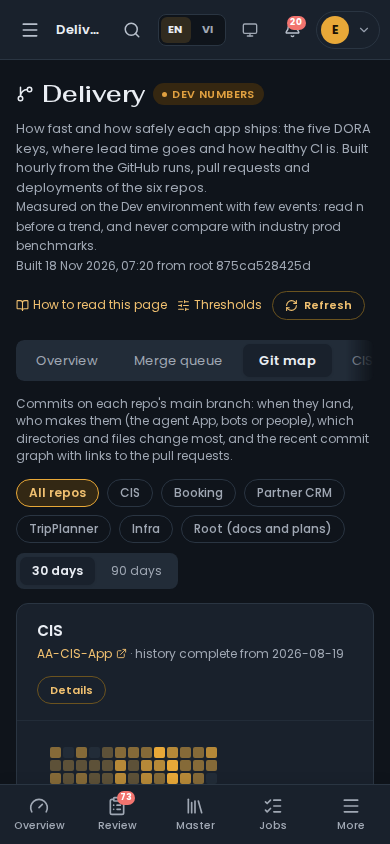 Deliv...
EN
VI
20
E
Delivery
DEV NUMBERS
How fast and how safely each app ships: the five DORA
keys, where lead time goes and how healthy CI is. Built
hourly from the GitHub runs, pull requests and
deployments of the six repos.
Measured on the Dev environment with few events: read n
before a trend, and never compare with industry prod
benchmarks.
Built 18 Nov 2026, 07:20 from root 875ca528425d
How to read this page
Thresholds
Refresh
Overview
Merge queue
Git map
CIS
Commits on each repo's main branch: when they land,
who makes them (the agent App, bots or people), which
directories and files change most, and the recent commit
graph with links to the pull requests.
All repos
CIS
Booking
Partner CRM
TripPlanner
Infra
Root (docs and plans)
30 days
90 days
CIS
AA-CIS-App · history complete from 2026-08-19
Details
73
Overview
Review
Master
Jobs
More